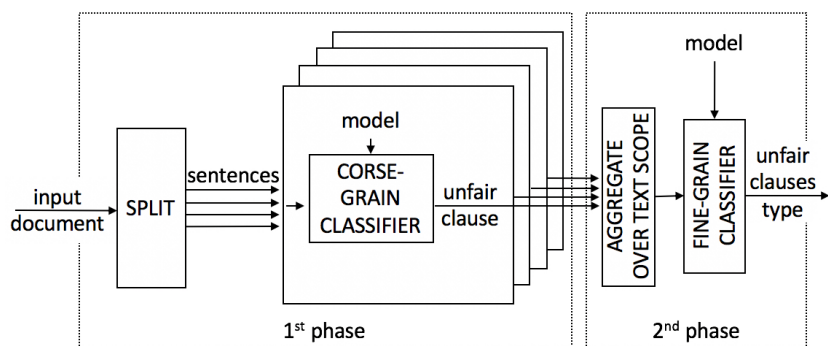 input
document
SPLIT
sentences
model
CORSE-
GRAIN
CLASSIFIER
unfair
clause
1st phase
AGGREGATE
OVER TEXT SCOPE
model
FINE-GRAIN
CLASSIFIER
unfair
clauses
type
2nd phase